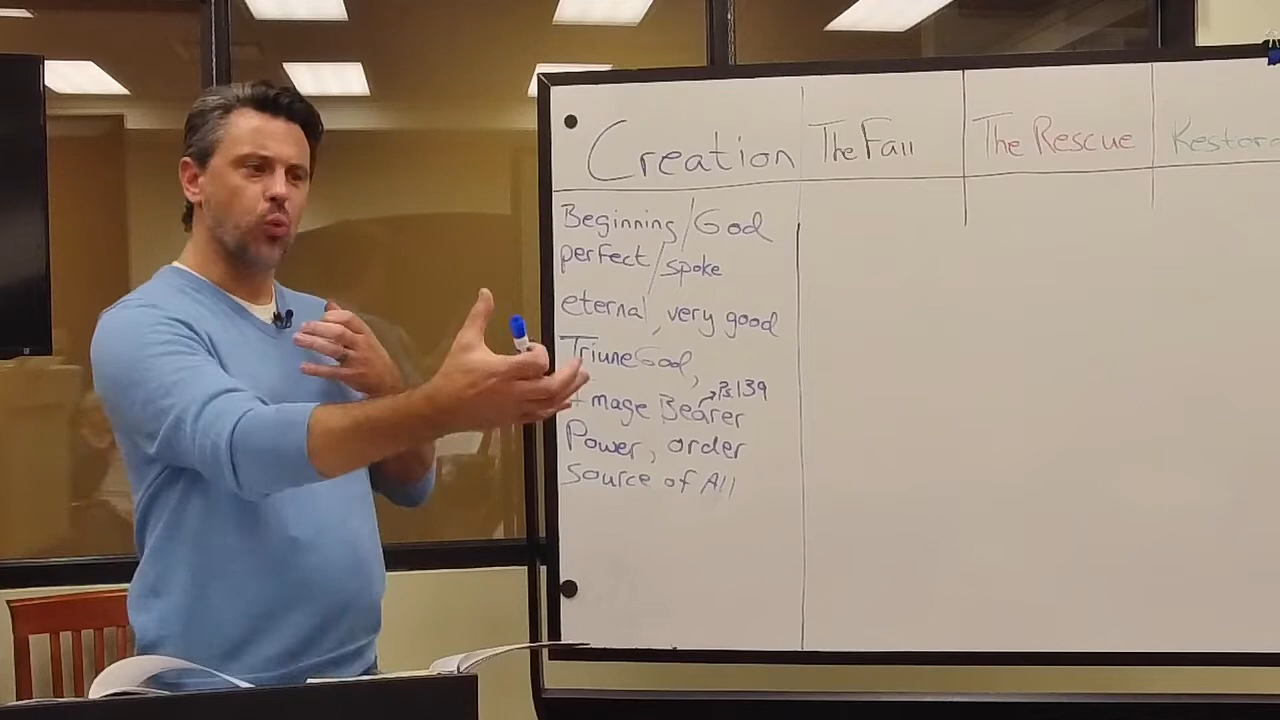 Creation The Fall The Rescue Restora
Beginning/God
perfect/spoke
eternal, very good
Triune God,
Image Bearer → Ps. 139
Power, order
Source of All